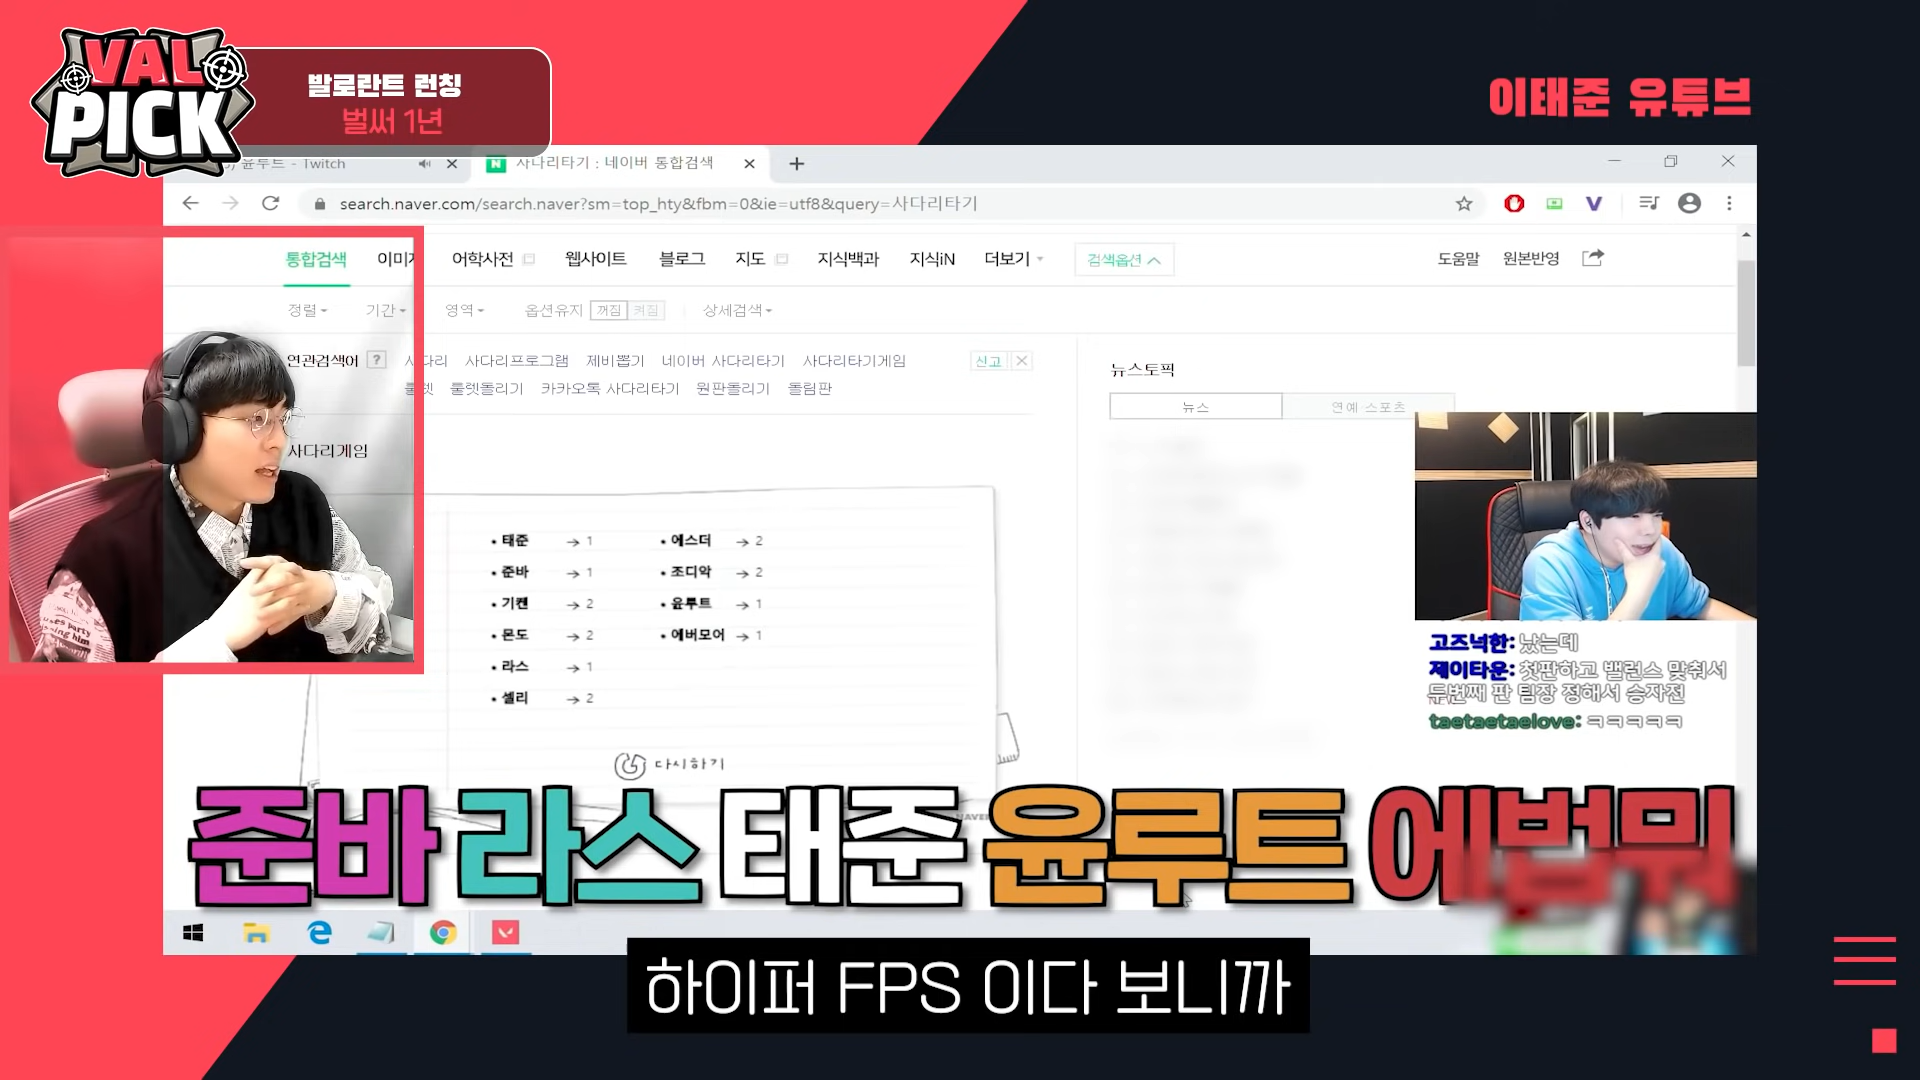 VAL
PICK
발로란트 런칭
벌써 1년
이태준 유튜브
윤루트 - Twitch
사다리타기 : 네이버 통합검색
search.naver.com/search.naver?sm=top_hty&fbm=0&ie=utf8&query=사다리타기
통합검색 이미지 어학사전 웹사이트 블로그 지도 지식백과 지식iN 더보기 검색옵션 도움말 원본반영
정렬 기간 영역 옵션유지 꺼짐 켜짐 상세검색
연관검색어 ? 사다리 사다리프로그램 제비뽑기 네이버 사다리타기 사다리타기게임 신고
룰렛 룰렛돌리기 카카오톡 사다리타기 원판돌리기 돌림판
뉴스토픽
뉴스 연예 스포츠
사다리게임
• 태준 → 1 • 에스더 → 2
• 준바 → 1 • 조디악 → 2
• 기켄 → 2 • 윤루트 → 1
• 몬도 → 2 • 에버모어 → 1
• 라스 → 1
• 셀리 → 2
다시하기
NAVER
고즈넉한: 났는데
제이타운: 첫판하고 밸런스 맞춰서
두번째 판 팀장 정해서 승자전
taetaetaelove: ㅋㅋㅋㅋㅋ
준바 라스 태준 윤루트 에법뭐
하이퍼 FPS 이다 보니까